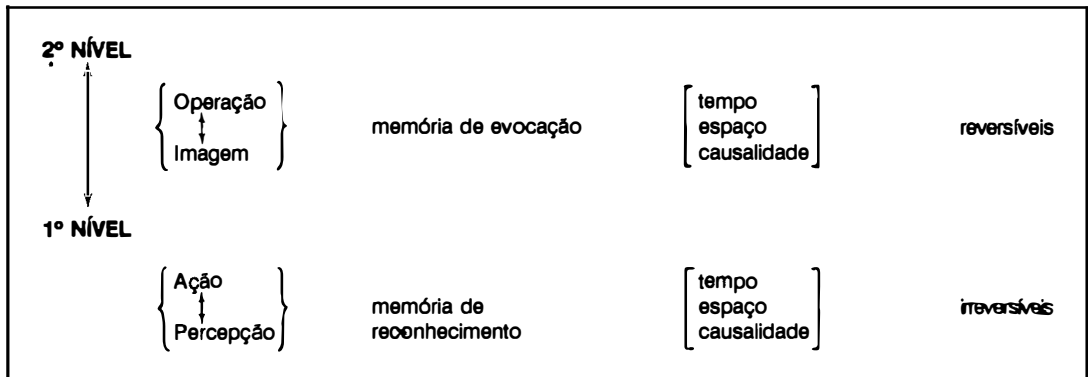 2º NÍVEL
Operação
Imagem
memória de evocação
tempo
espaço
causalidade
reversíveis
1º NÍVEL
Ação
Percepção
memória de
reconhecimento
tempo
espaço
causalidade
irreversíveis